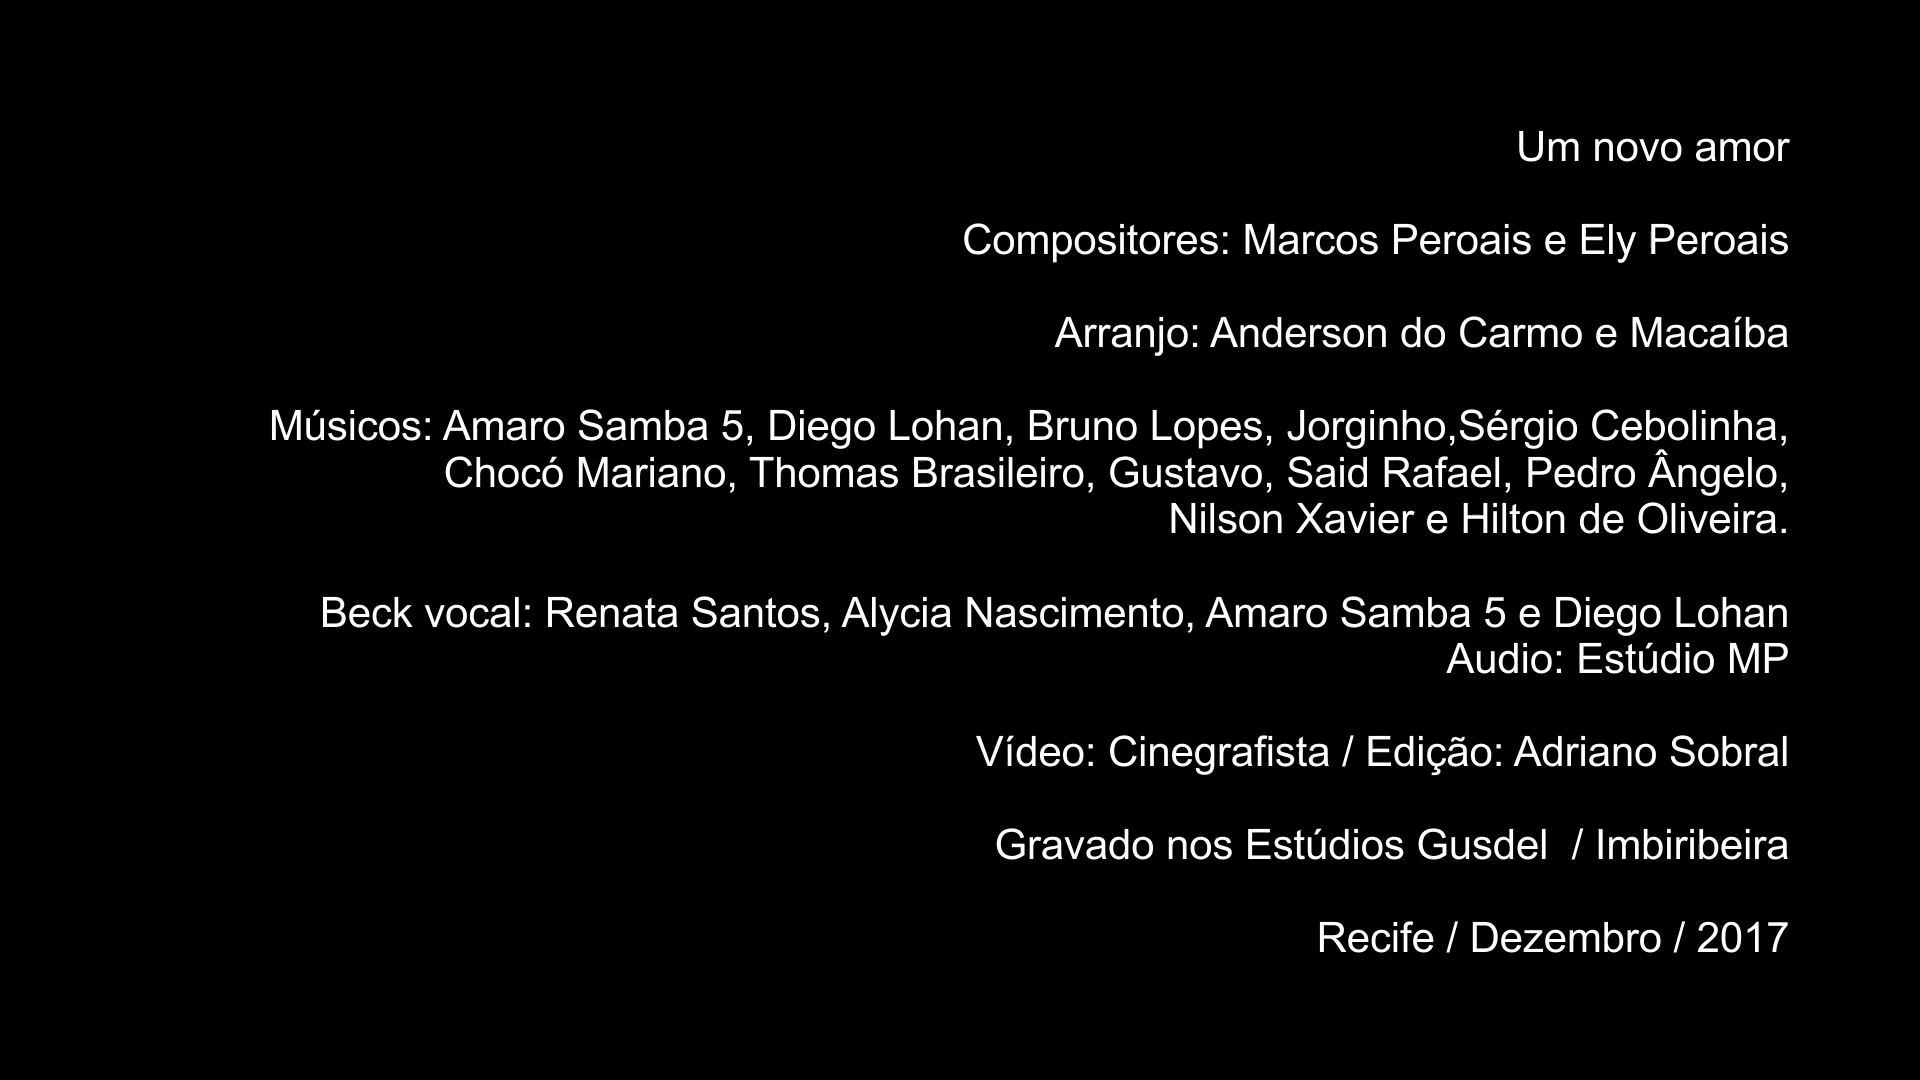 Um novo amor
Compositores: Marcos Peroais e Ely Peroais
Arranjo: Anderson do Carmo e Macaíba
Músicos: Amaro Samba 5, Diego Lohan, Bruno Lopes, Jorginho,Sérgio Cebolinha,
Chocó Mariano, Thomas Brasileiro, Gustavo, Said Rafael, Pedro Ângelo,
Nilson Xavier e Hilton de Oliveira.
Beck vocal: Renata Santos, Alycia Nascimento, Amaro Samba 5 e Diego Lohan
Audio: Estúdio MP
Vídeo: Cinegrafista / Edição: Adriano Sobral
Gravado nos Estúdios Gusdel  / Imbiribeira
Recife / Dezembro / 2017